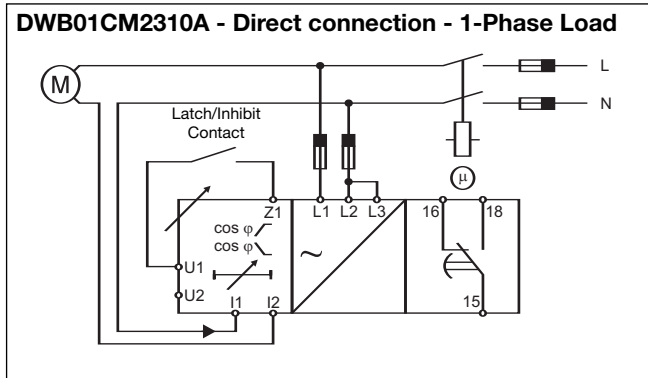 DWB01CM2310A - Direct connection - 1-Phase Load
M
L
N
Latch/Inhibit
Contact
μ
Z1
L1
L2
L3
16
18
cos φ
cos φ
~
U1
U2
I1
I2
15